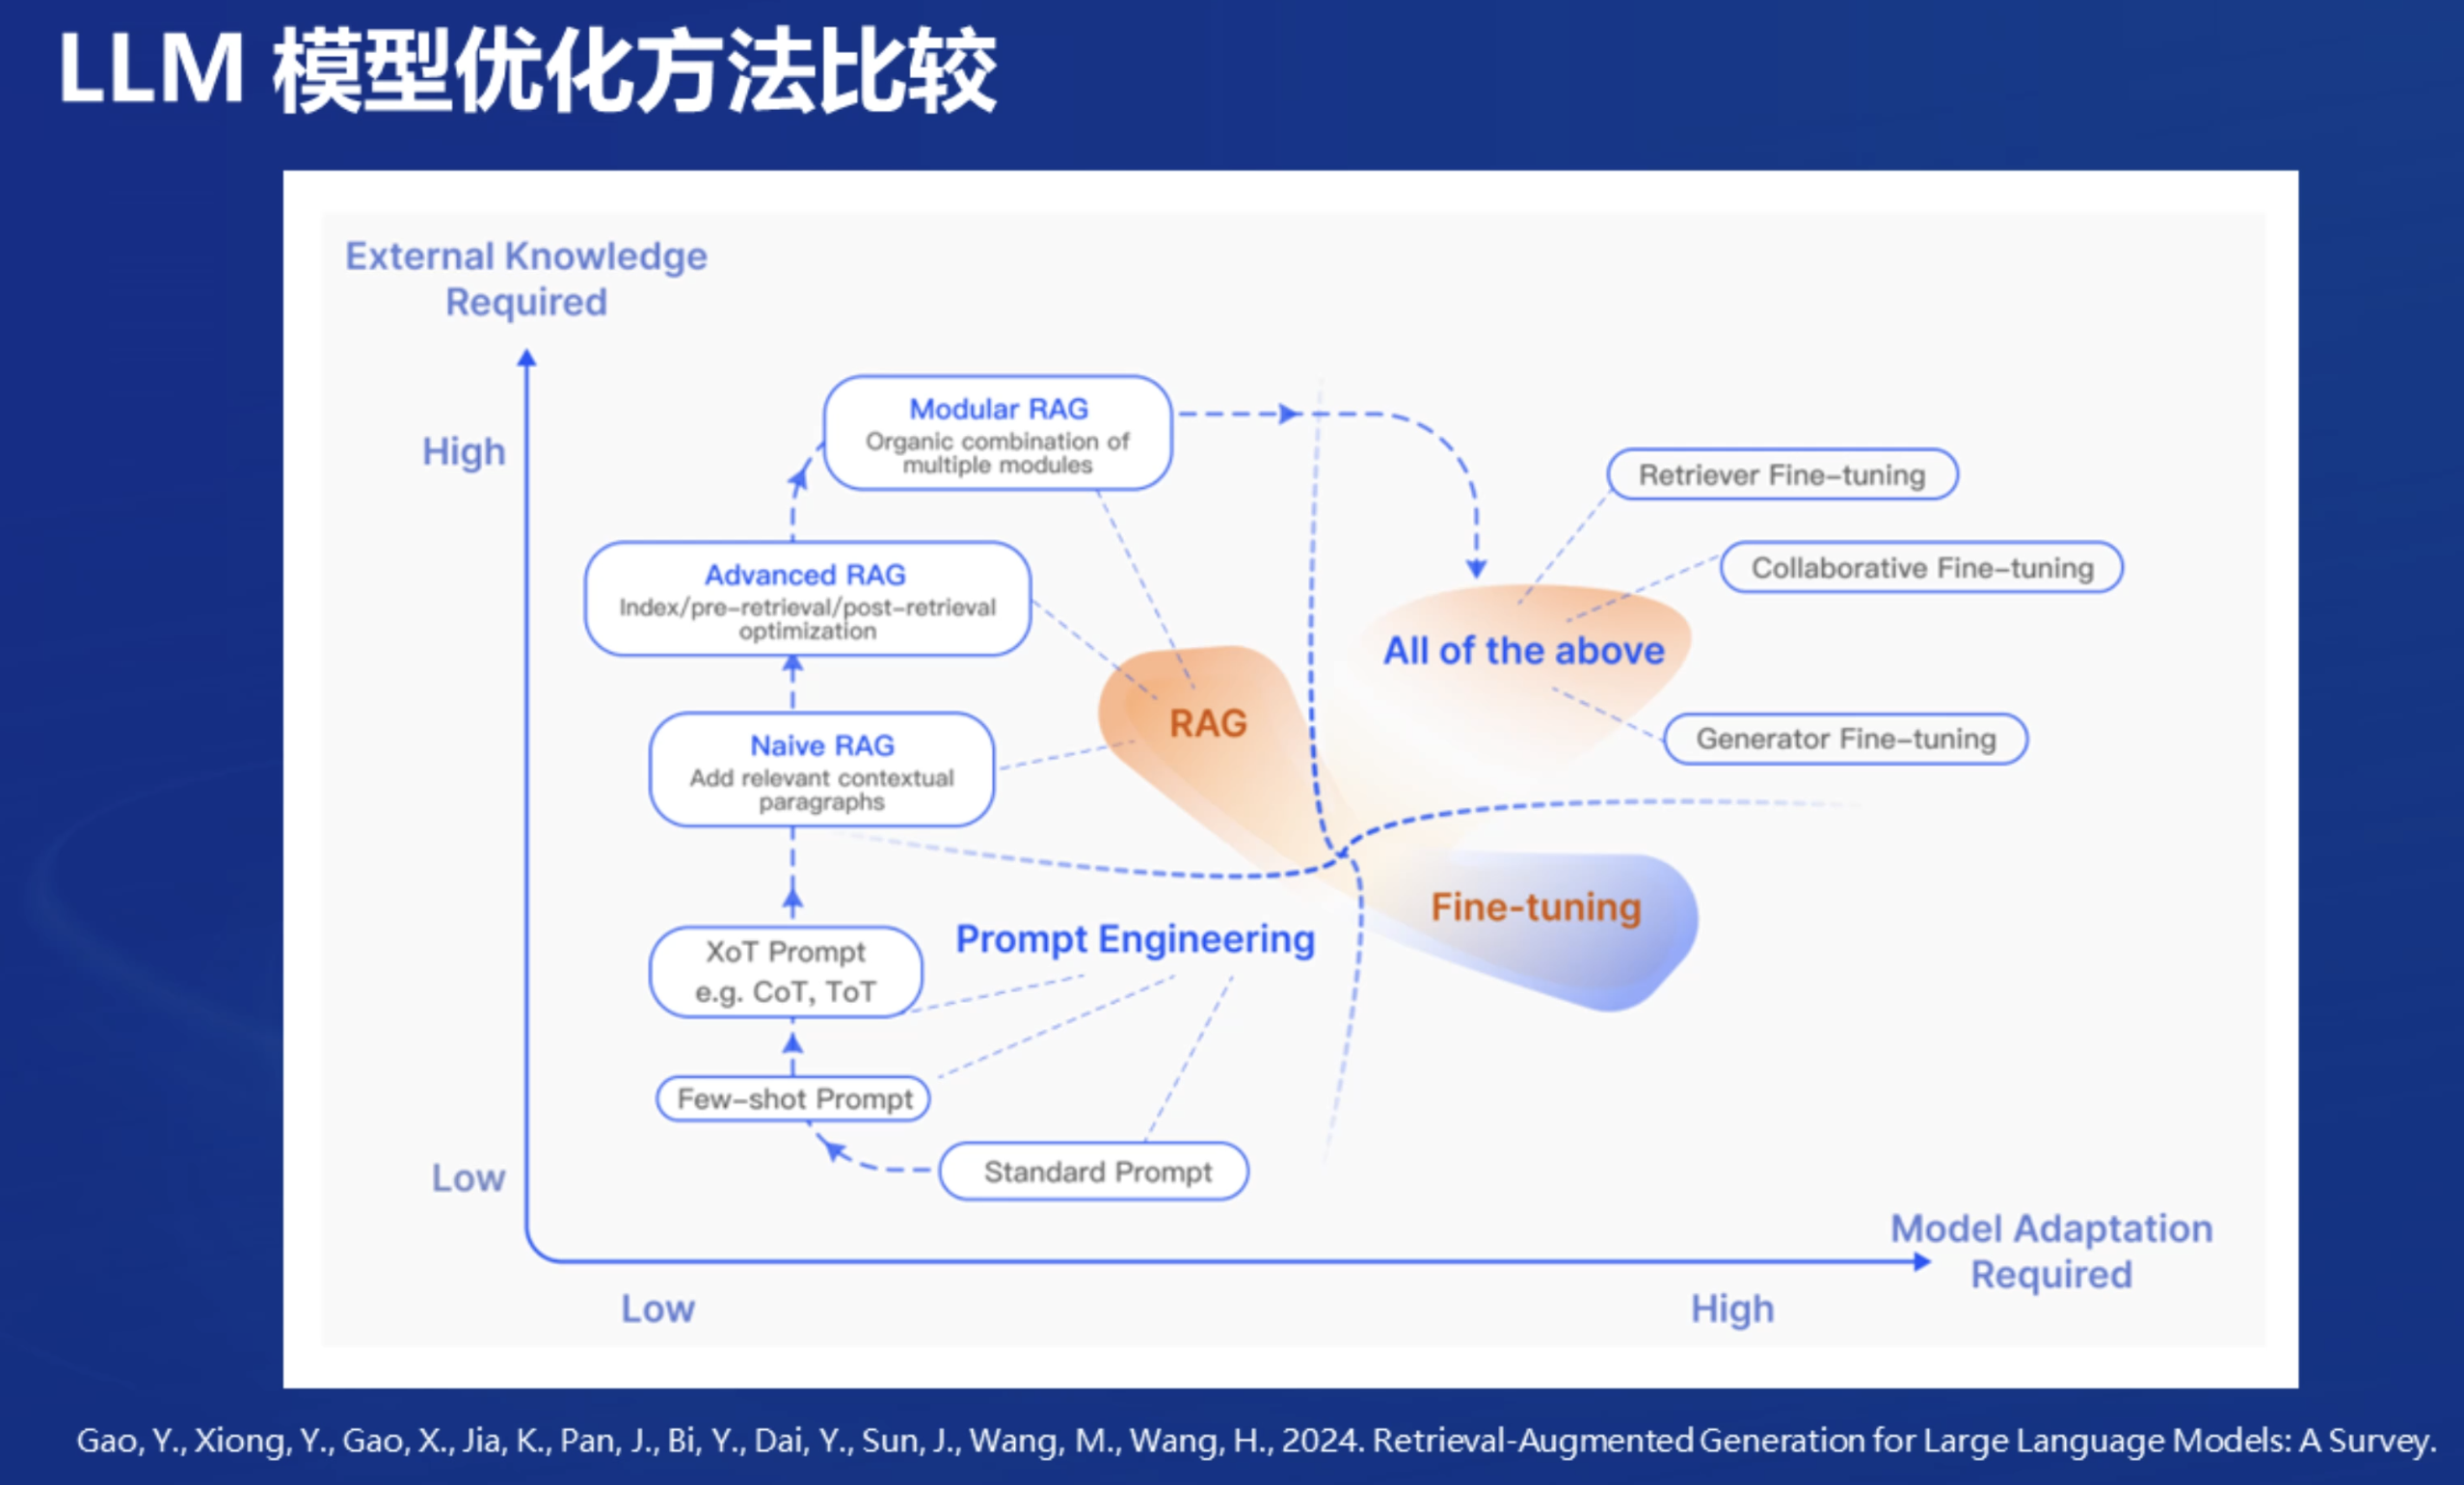 LLM 模型优化方法比较
External Knowledge
Required
High
Modular RAG
Organic combination of
multiple modules
Retriever Fine-tuning
Advanced RAG
Index/pre-retrieval/post-retrieval
optimization
Collaborative Fine-tuning
All of the above
RAG
Naive RAG
Add relevant contextual
paragraphs
Generator Fine-tuning
Fine-tuning
Prompt Engineering
XoT Prompt
e.g. CoT, ToT
Few-shot Prompt
Standard Prompt
Low
Model Adaptation
Required
Low
High
Gao, Y., Xiong, Y., Gao, X., Jia, K., Pan, J., Bi, Y., Dai, Y., Sun, J., Wang, M., Wang, H., 2024. Retrieval-Augmented Generation for Large Language Models: A Survey.